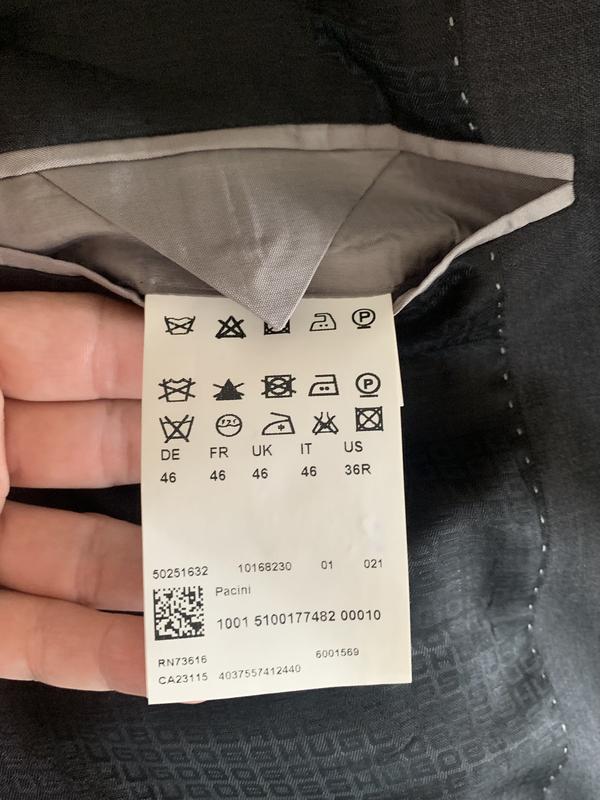 P
P
DE FR UK IT US
46 46 46 46 36R
50251632 10168230 01 021
Pacini
1001 5100177482 00010
RN73616 6001569
CA23115 4037557412440
HUGOBOSSHUGO